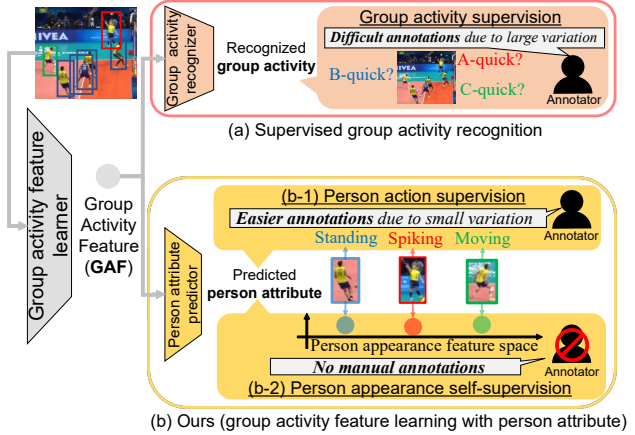 NIVEA
Group activity
recognizer
Recognized
group activity
Group activity supervision
Difficult annotations due to large variation
B-quick?
A-quick?
C-quick?
Annotator
(a) Supervised group activity recognition
Group activity feature
learner
Group
Activity
Feature
(GAF)
(b-1) Person action supervision
Easier annotations due to small variation
Standing
Spiking
Moving
Annotator
Person attribute
predictor
Predicted
person attribute
Person appearance feature space
No manual annotations
Annotator
(b-2) Person appearance self-supervision
(b) Ours (group activity feature learning with person attribute)